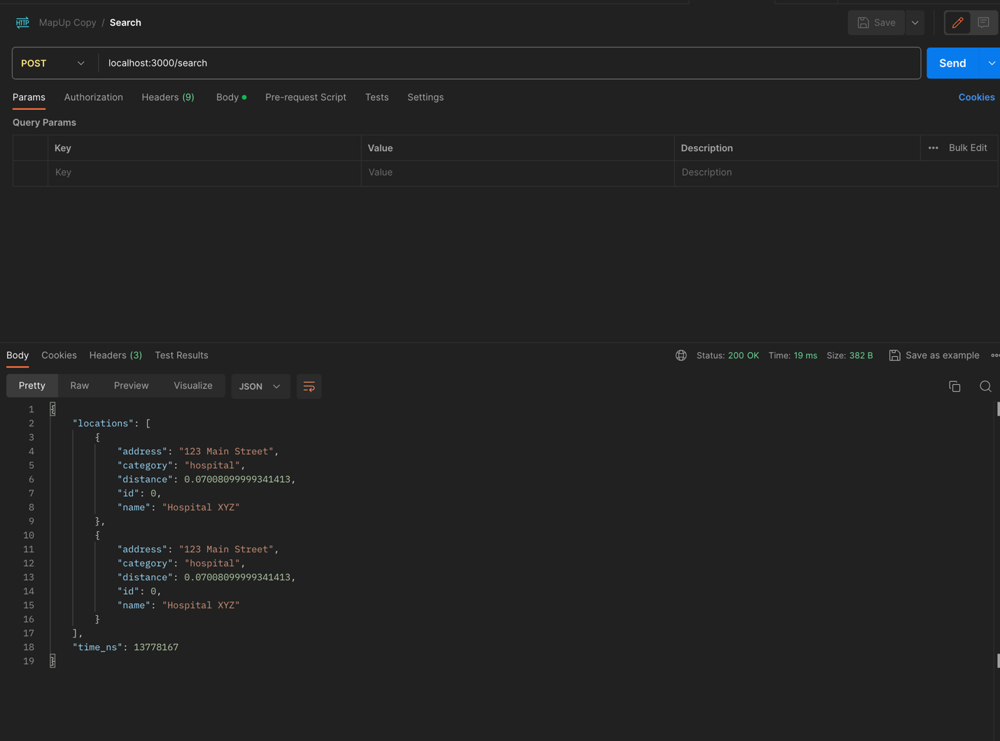 HTTP MapUp Copy / Search Save
POST localhost:3000/search Send
Params Authorization Headers (9) Body Pre-request Script Tests Settings Cookies
Query Params
Key Value Description ••• Bulk Edit
Key Value Description
Body Cookies Headers (3) Test Results Status: 200 OK Time: 19 ms Size: 382 B Save as example
Pretty Raw Preview Visualize JSON
1 {
2 "locations": [
3 {
4 "address": "123 Main Street",
5 "category": "hospital",
6 "distance": 0.07008099999341413,
7 "id": 0,
8 "name": "Hospital XYZ"
9 },
10 {
11 "address": "123 Main Street",
12 "category": "hospital",
13 "distance": 0.07008099999341413,
14 "id": 0,
15 "name": "Hospital XYZ"
16 }
17 ],
18 "time_ns": 13778167
19 }